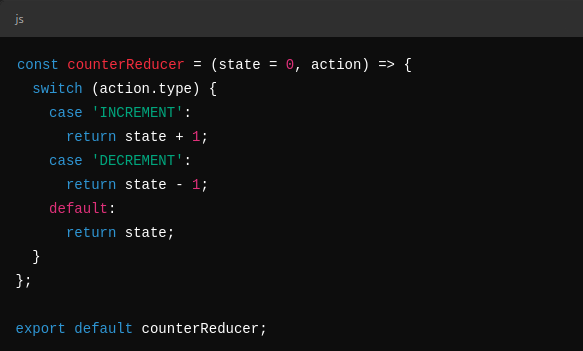 js
const counterReducer = (state = 0, action) => {
  switch (action.type) {
    case 'INCREMENT':
      return state + 1;
    case 'DECREMENT':
      return state - 1;
    default:
      return state;
  }
};

export default counterReducer;